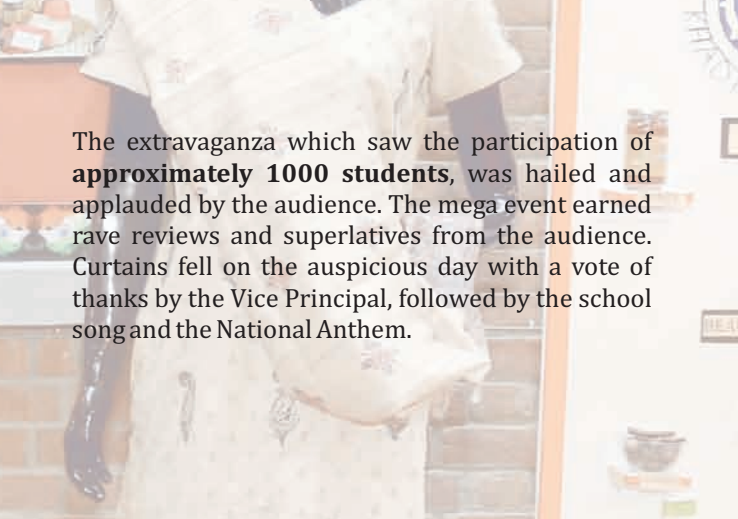 The extravaganza which saw the participation of
approximately 1000 students, was hailed and
applauded by the audience. The mega event earned
rave reviews and superlatives from the audience.
Curtains fell on the auspicious day with a vote of
thanks by the Vice Principal, followed by the school
song and the National Anthem.